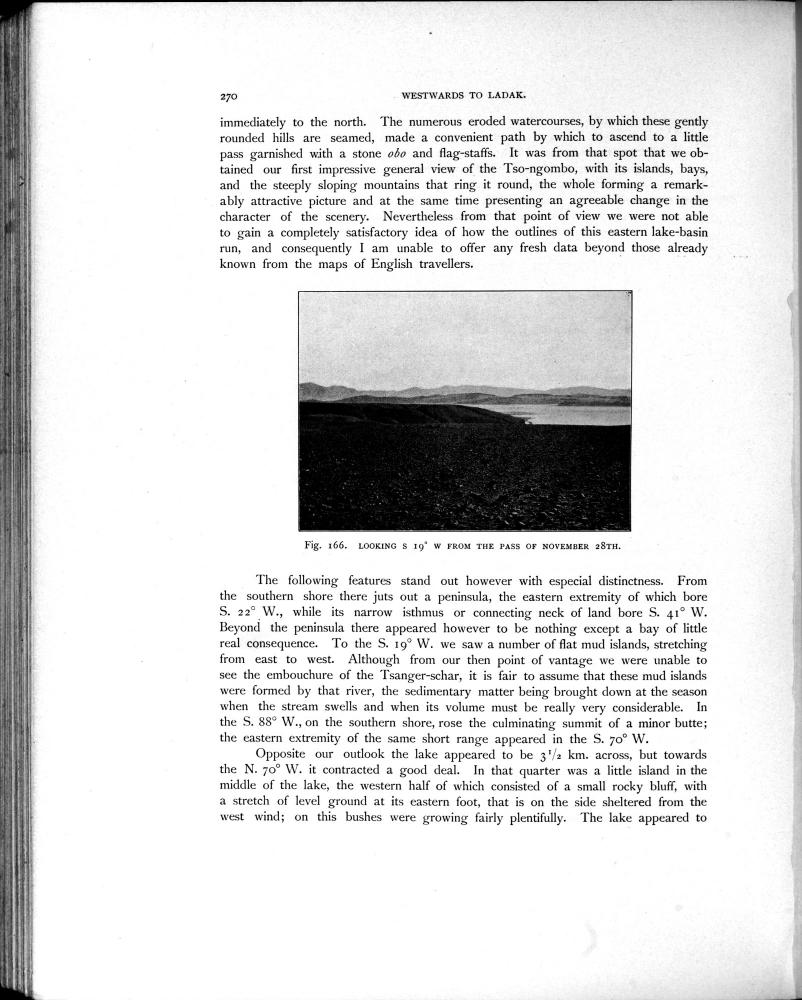 270
WESTWARDS TO LADAK.
immediately to the north. The numerous eroded watercourses, by which these gently
rounded hills are seamed, made a convenient path by which to ascend to a little
pass garnished with a stone obo and flag-staffs. It was from that spot that we ob-
tained our first impressive general view of the Tso-ngombo, with its islands, bays,
and the steeply sloping mountains that ring it round, the whole forming a remark-
ably attractive picture and at the same time presenting an agreeable change in the
character of the scenery. Nevertheless from that point of view we were not able
to gain a completely satisfactory idea of how the outlines of this eastern lake-basin
run, and consequently I am unable to offer any fresh data beyond those already
known from the maps of English travellers.
Fig. 166. LOOKING S 19° W FROM THE PASS OF NOVEMBER 28TH.
The following features stand out however with especial distinctness. From
the southern shore there juts out a peninsula, the eastern extremity of which bore
S. 22° W., while its narrow isthmus or connecting neck of land bore S. 41° W.
Beyond the peninsula there appeared however to be nothing except a bay of little
real consequence. To the S. 19° W. we saw a number of flat mud islands, stretching
from east to west. Although from our then point of vantage we were unable to
see the embouchure of the Tsanger-schar, it is fair to assume that these mud islands
were formed by that river, the sedimentary matter being brought down at the season
when the stream swells and when its volume must be really very considerable. In
the S. 88° W., on the southern shore, rose the culminating summit of a minor butte;
the eastern extremity of the same short range appeared in the S. 70° W.
Opposite our outlook the lake appeared to be 3 1/2 km. across, but towards
the N. 70° W. it contracted a good deal. In that quarter was a little island in the
middle of the lake, the western half of which consisted of a small rocky bluff, with
a stretch of level ground at its eastern foot, that is on the side sheltered from the
west wind; on this bushes were growing fairly plentifully. The lake appeared to